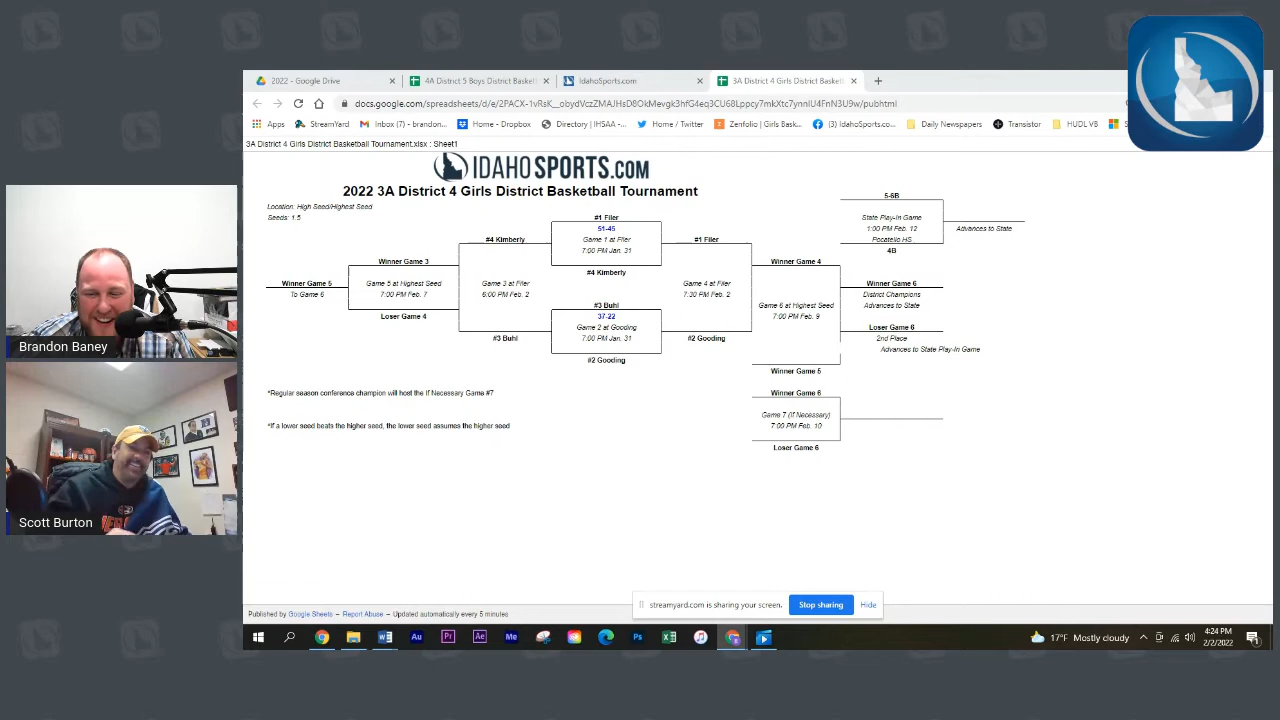 2022 - Google Drive
4A District 5 Boys District Basketb
IdahoSports.com
3A District 4 Girls District Basketb
Apps
StreamYard
Inbox (7) - brandon...
Home - Dropbox
Directory | IHSAA -...
Home / Twitter
Zenfolio | Girls Bask...
(3) IdahoSports.co...
Daily Newspapers
Transistor
HUDL VB
3A District 4 Girls District Basketball Tournament.xlsx : Sheet1
IDAHOSPORTS.COM
2022 3A District 4 Girls District Basketball Tournament
Location: High Seed/Highest Seed
Seeds: 1.5
5-6B
State Play-In Game
1:00 PM Feb. 12
Pocatello HS
4B
Advances to State
#1 Filer
51-45
Game 1 at Filer
7:00 PM Jan. 31
#4 Kimberly
#4 Kimberly
#1 Filer
Winner Game 3
Winner Game 4
Winner Game 5
To Game 6
Game 5 at Highest Seed
7:00 PM Feb. 7
Game 3 at Filer
6:00 PM Feb. 2
Game 4 at Filer
7:30 PM Feb. 2
Winner Game 6
District Champions
Advances to State
#3 Buhl
37-22
Game 2 at Gooding
7:00 PM Jan. 31
#2 Gooding
Game 6 at Highest Seed
7:00 PM Feb. 9
Loser Game 4
Loser Game 6
2nd Place
Advances to State Play-In Game
#3 Buhl
#2 Gooding
Winner Game 5
Winner Game 6
Game 7 (If Necessary)
7:00 PM Feb. 10
Loser Game 6
*Regular season conference champion will host the If Necessary Game #7
*If a lower seed beats the higher seed, the lower seed assumes the higher seed
Brandon Baney
Scott Burton
streamyard.com is sharing your screen.
Stop sharing
Hide
Published by Google Sheets – Report Abuse – Updated automatically every 5 minutes
Au
Pr
Ae
Me
Ps
17°F Mostly cloudy
4:24 PM
2/2/2022